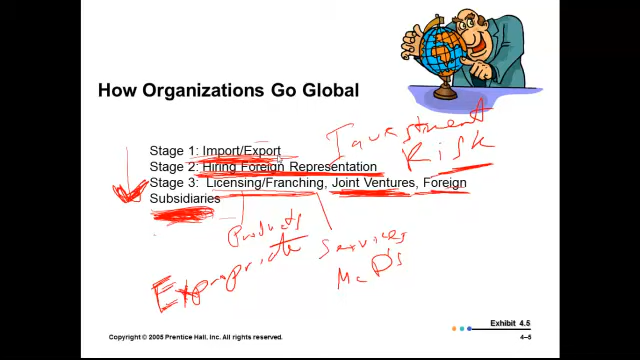 How Organizations Go Global
Investment
Risk
Stage 1: Import/Export
Stage 2: Hiring Foreign Representation
Stage 3: Licensing/Franching, Joint Ventures, Foreign
Subsidiaries
Products
Services
Expropriate
McD's
Exhibit 4.5
Copyright © 2005 Prentice Hall, Inc. All rights reserved.
4–5